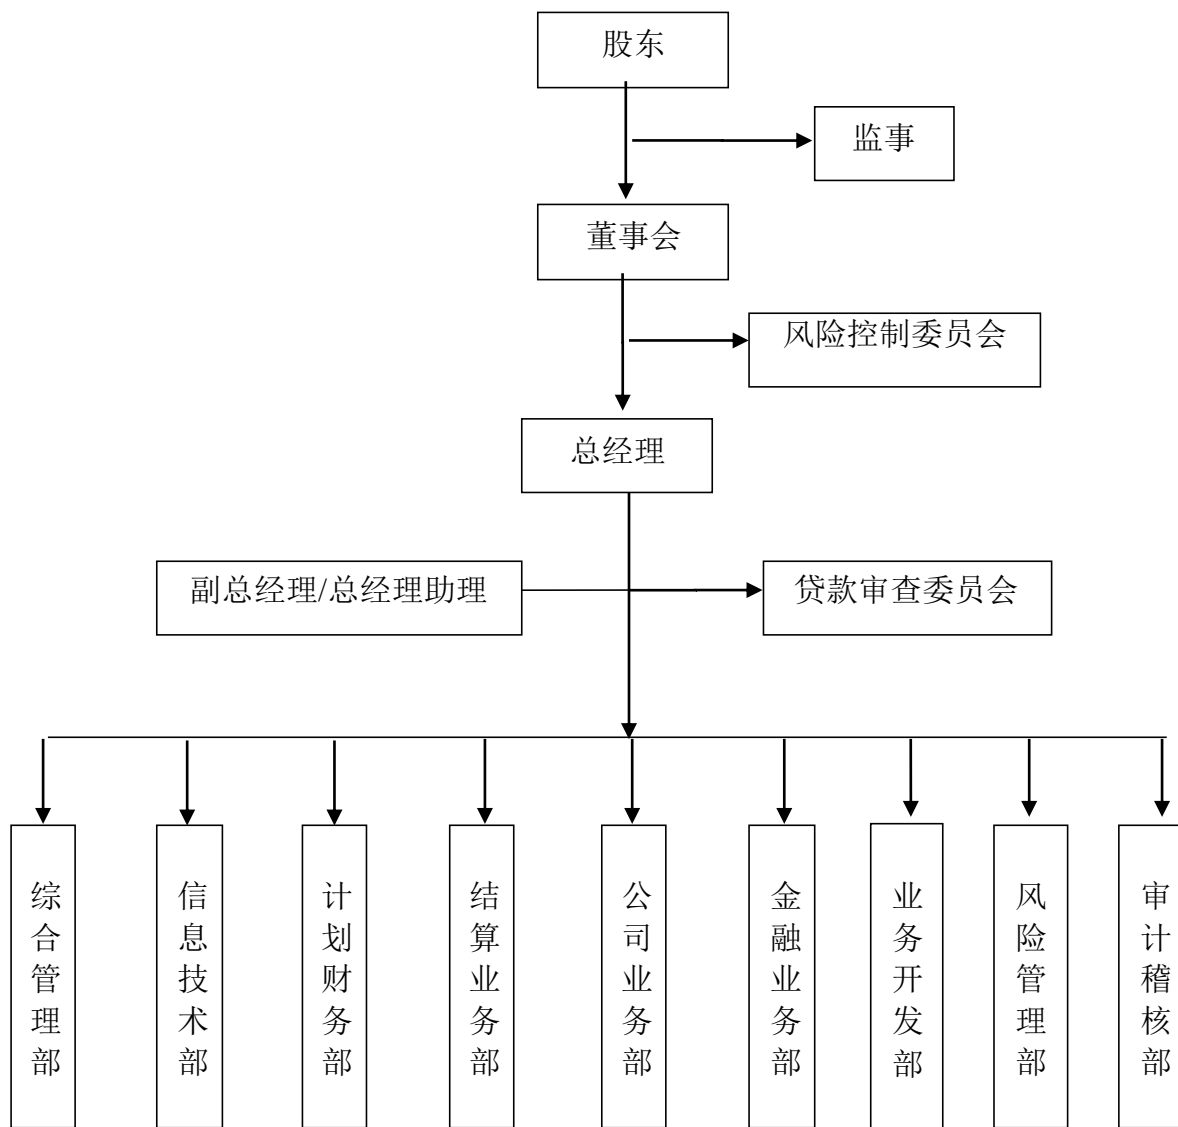 股东
监事
董事会
风险控制委员会
总经理
副总经理/总经理助理
贷款审查委员会
综合管理部
信息技术部
计划财务部
结算业务部
公司业务部
金融业务部
业务开发部
风险管理部
审计稽核部